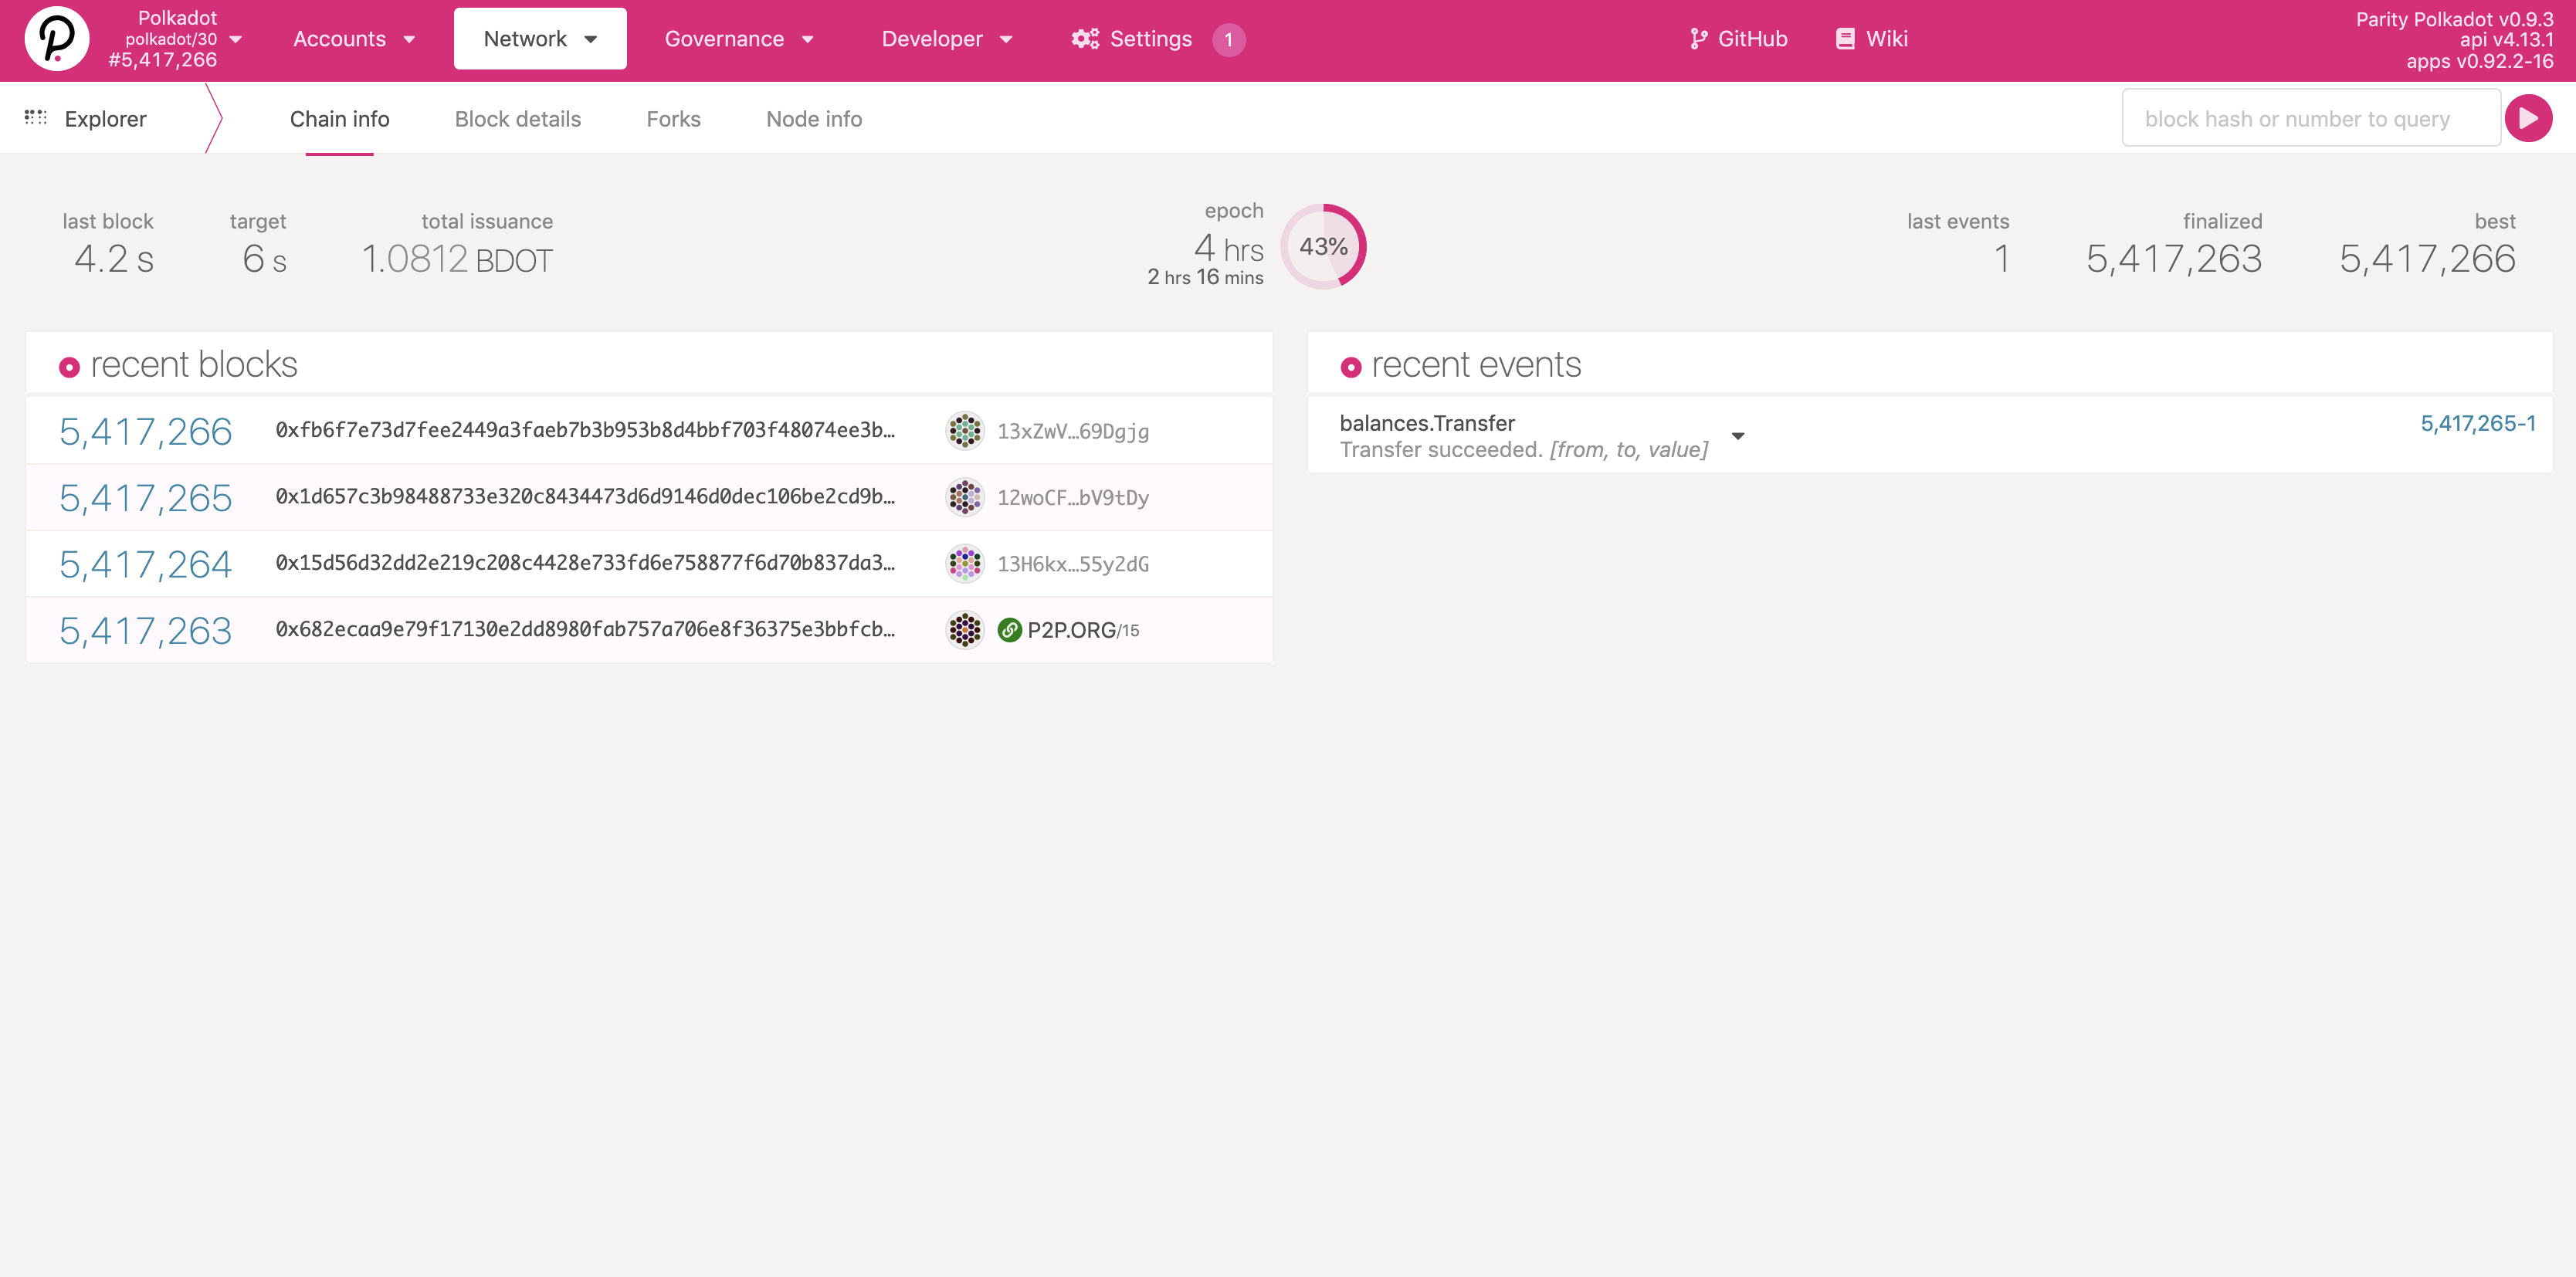 Polkadot
polkadot/30
#5,417,266
Accounts
Network
Governance
Developer
Settings 1
GitHub
Wiki
Parity Polkadot v0.9.3
api v4.13.1
apps v0.92.2-16
Explorer
Chain info
Block details
Forks
Node info
block hash or number to query
last block
4.2 s
target
6 s
total issuance
1.0812 BDOT
epoch
4 hrs
2 hrs 16 mins
43%
last events
1
finalized
5,417,263
best
5,417,266
recent blocks
5,417,266 0xfb6f7e73d7fee2449a3faeb7b3b953b8d4bbf703f48074ee3b… 13xZwV…69Dgjg
5,417,265 0x1d657c3b98488733e320c8434473d6d9146d0dec106be2cd9b… 12woCF…bV9tDy
5,417,264 0x15d56d32dd2e219c208c4428e733fd6e758877f6d70b837da3… 13H6kx…55y2dG
5,417,263 0x682ecaa9e79f17130e2dd8980fab757a706e8f36375e3bbfcb… P2P.ORG/15
recent events
balances.Transfer 5,417,265-1
Transfer succeeded. [from, to, value]